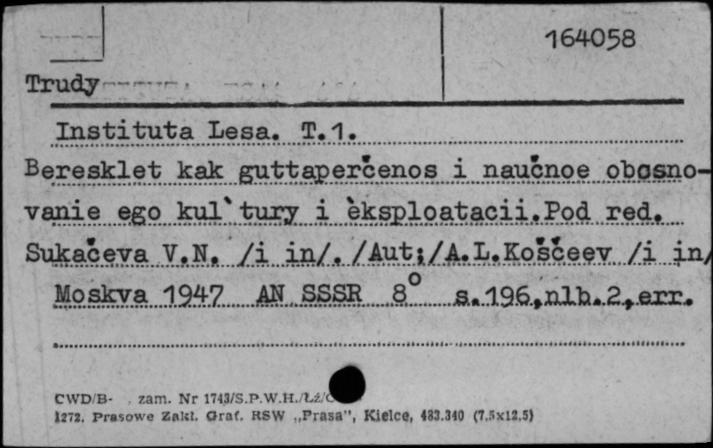 164058
Trudy
Instituta Lesa. T.1.
Beresklet kak guttaperčenos i naučnoe obosno-
vanie ego kul`tury i èksploatacii.Pod red.
Sukačeva V.N. /i in/. /Aut:/A.L.Koščeev /i in/
Moskva 1947 AN SSSR 8° s.196,nlb.2,err.
CWD/B- zam. Nr 1743/S.P.W.H./Łź/
1272. Prasowe Zakł. Graf. RSW „Prasa", Kielce, 483.340 (7,5x12,5)